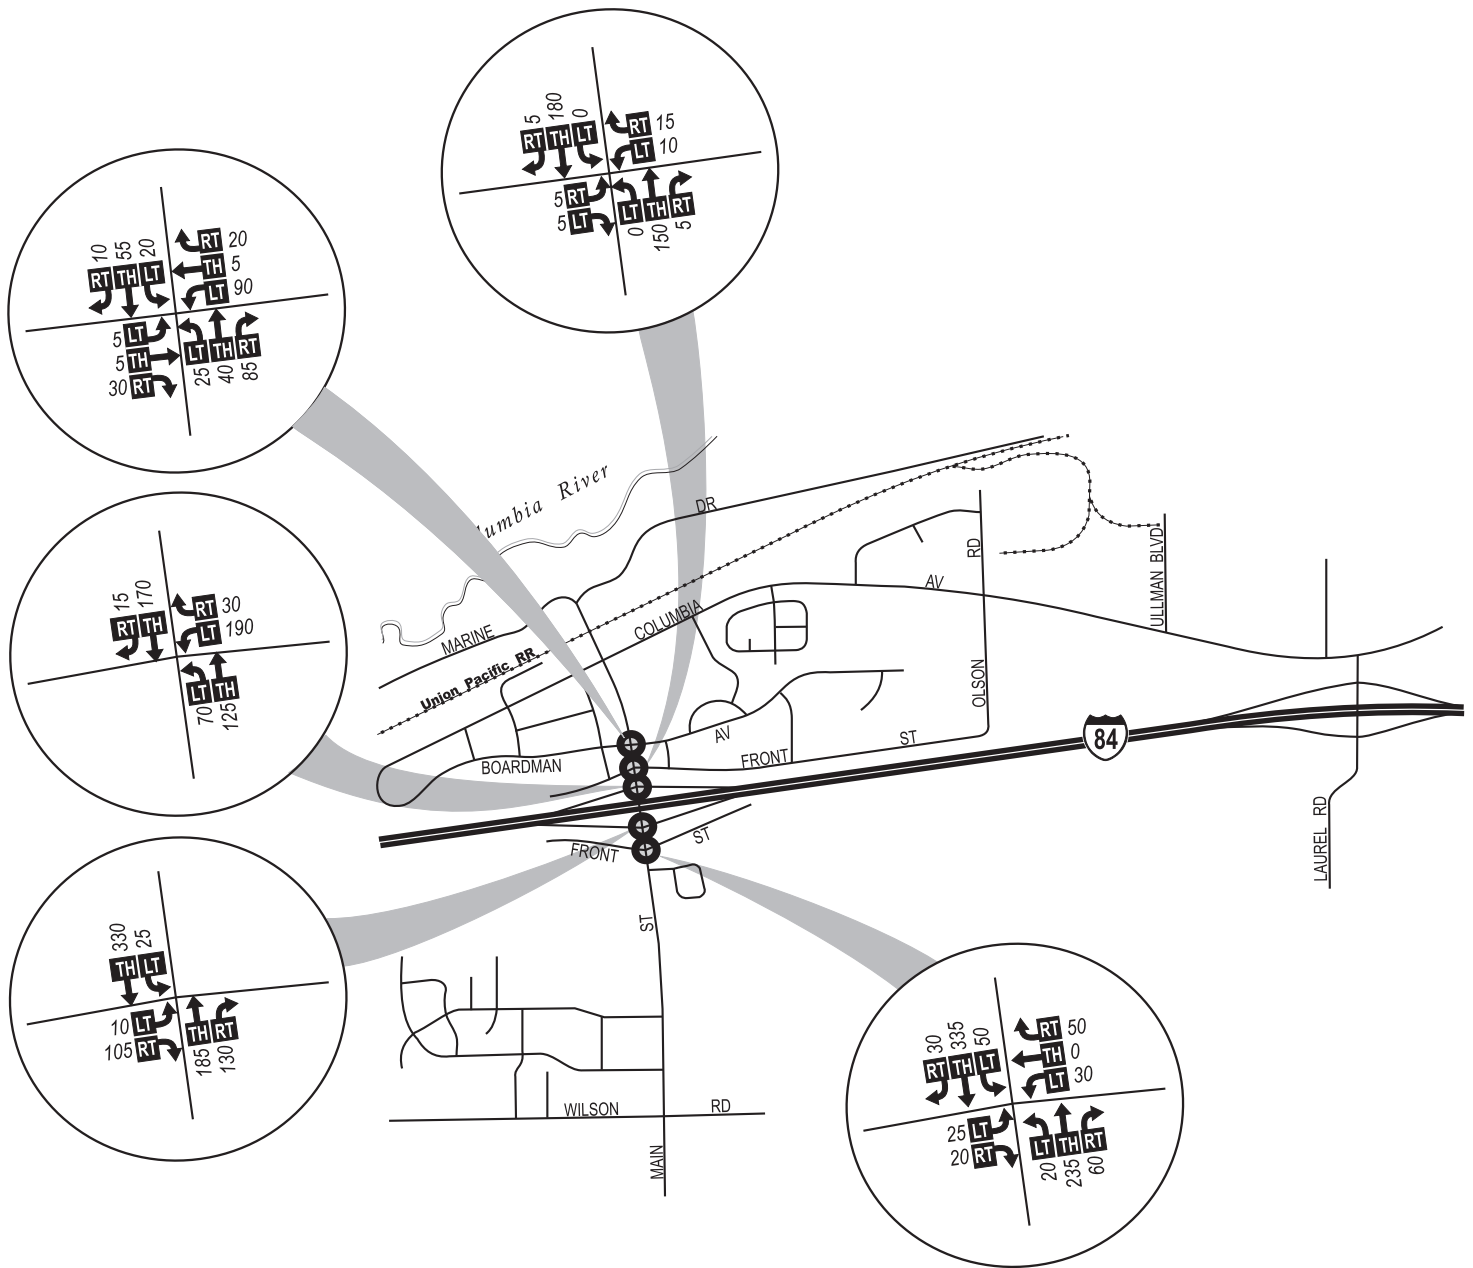 5 180 0
RT TH LT
RT 15
LT 10
5 RT
5 LT
LT TH RT
0 150 5
10 55 20
RT TH LT
RT 20
TH 5
LT 90
5 LT
5 TH
30 RT
LT TH RT
25 40 85
15 170
RT TH
RT 30
LT 190
LT TH
70 125
330 25
TH LT
10 LT
105 RT
TH RT
185 130
30 335 50
RT TH LT
RT 50
TH 0
LT 30
25 LT
20 RT
LT TH RT
20 235 60
lumbia River
DR
MARINE
Union Pacific RR
COLUMBIA
AV
RD
OLSON
ULLMAN BLVD
BOARDMAN
AV
FRONT
ST
84
FRONT
ST
ST
LAUREL RD
WILSON RD
MAIN